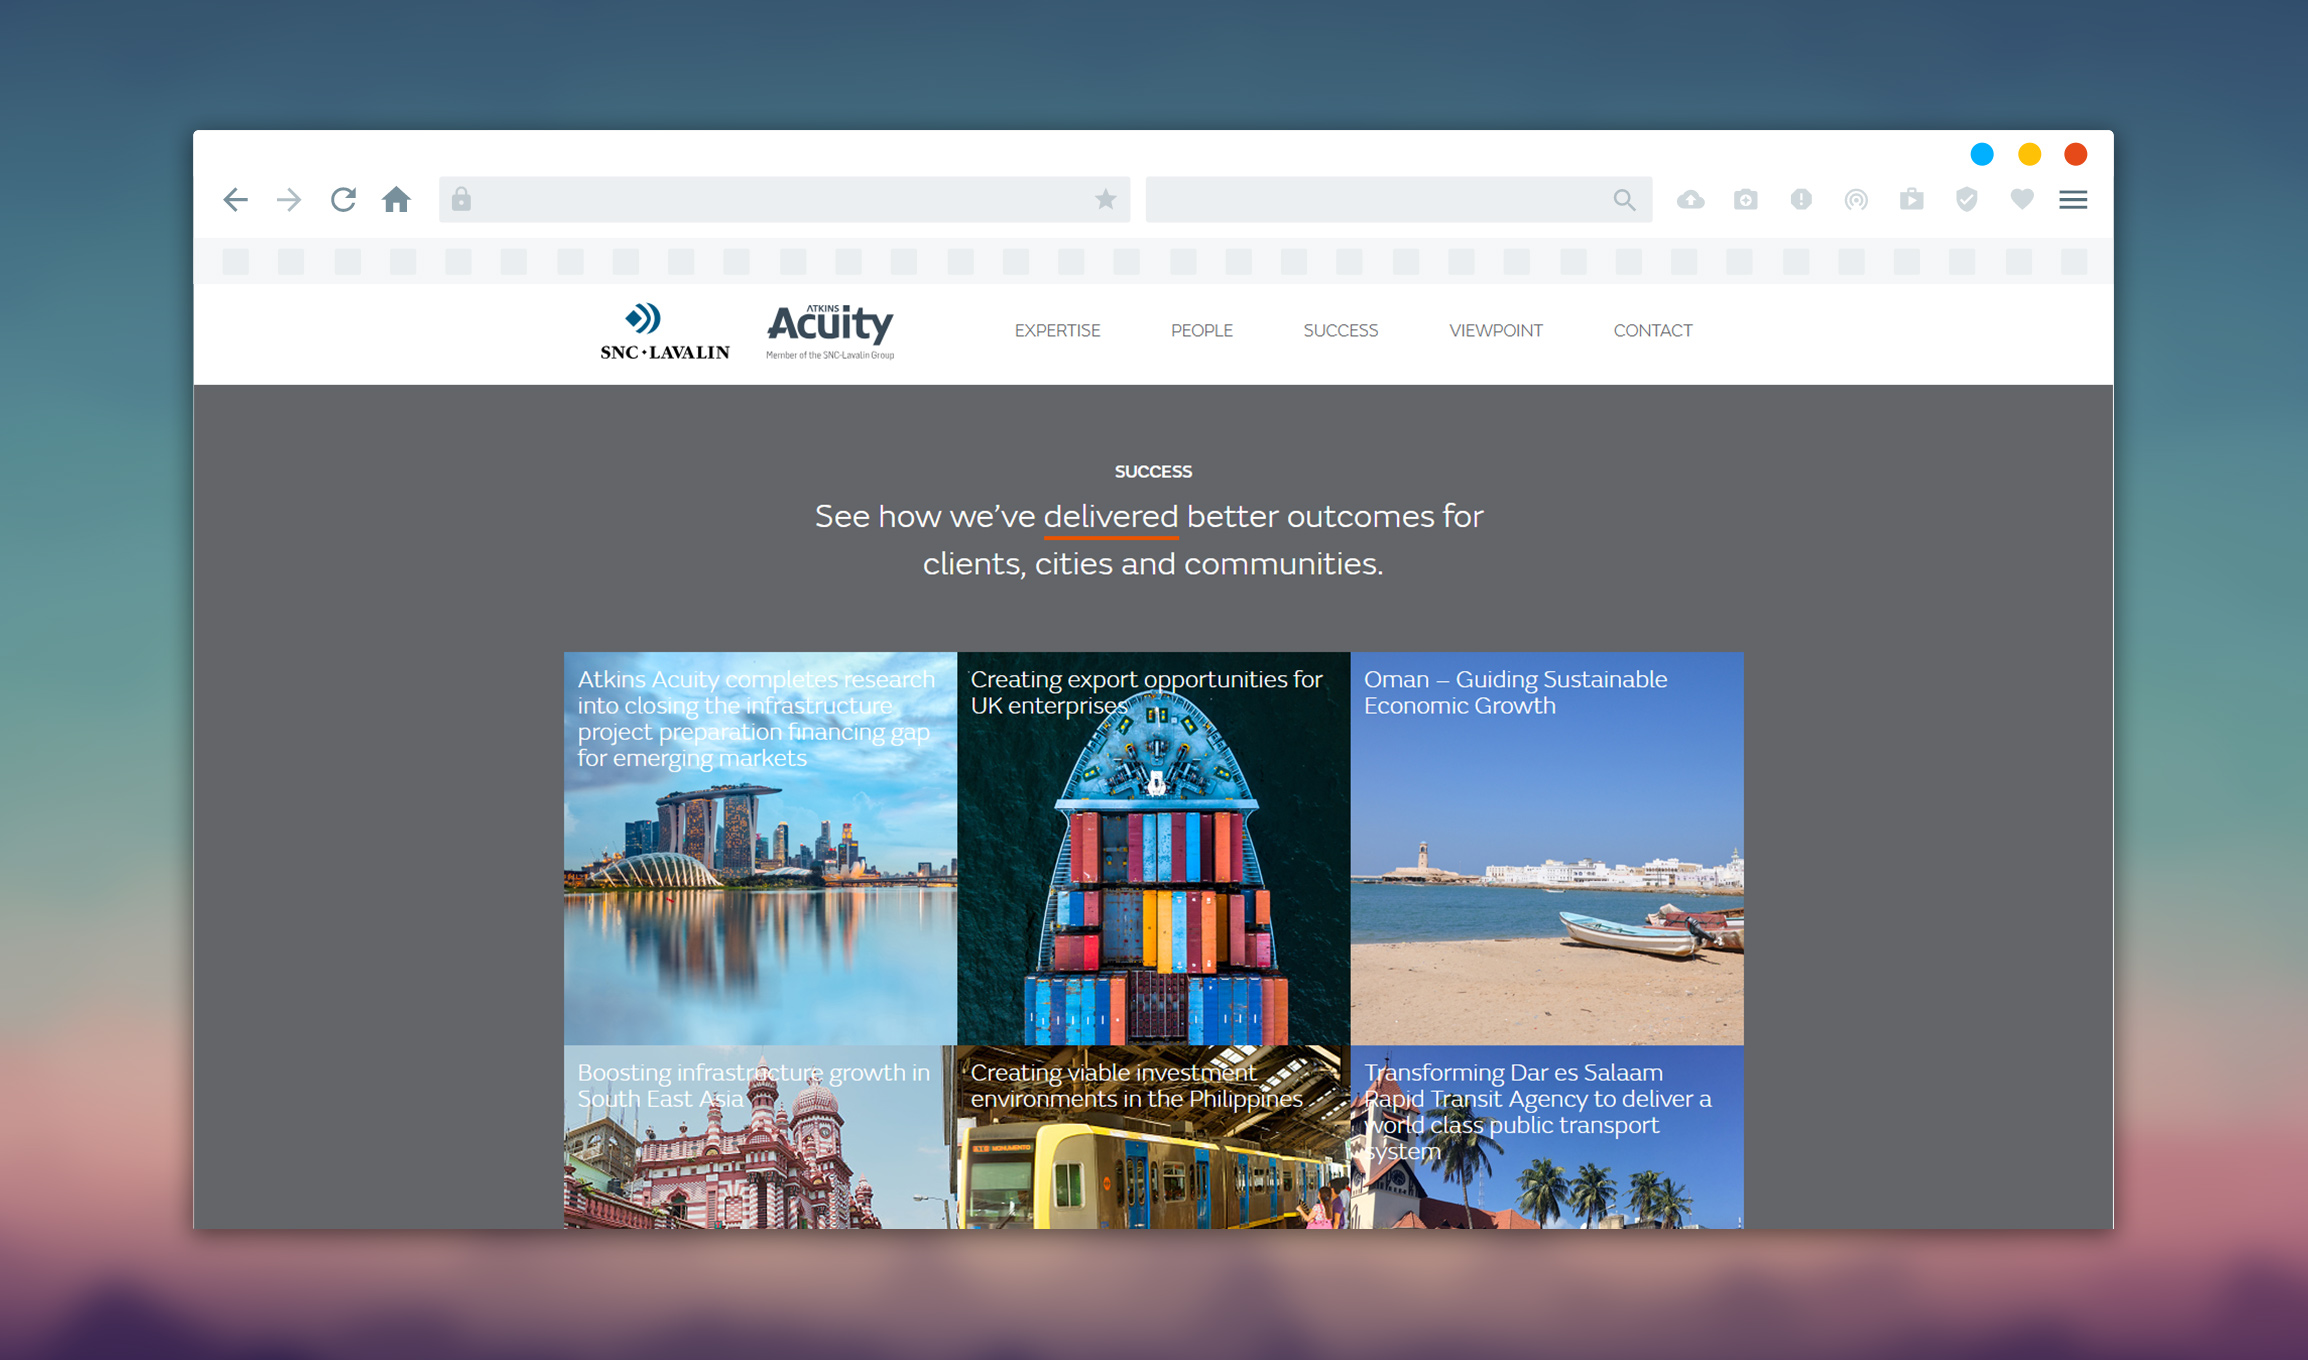 SNC·LAVALIN
ATKINS
Acuity
Member of the SNC-Lavalin Group
EXPERTISE
PEOPLE
SUCCESS
VIEWPOINT
CONTACT
SUCCESS
See how we’ve delivered better outcomes for
clients, cities and communities.
Atkins Acuity completes research
into closing the infrastructure
project preparation financing gap
for emerging markets
Creating export opportunities for
UK enterprises
Oman – Guiding Sustainable
Economic Growth
Boosting infrastructure growth in
South East Asia
Creating viable investment
environments in the Philippines
MONUMENTO
Transforming Dar es Salaam
Rapid Transit Agency to deliver a
world class public transport
system